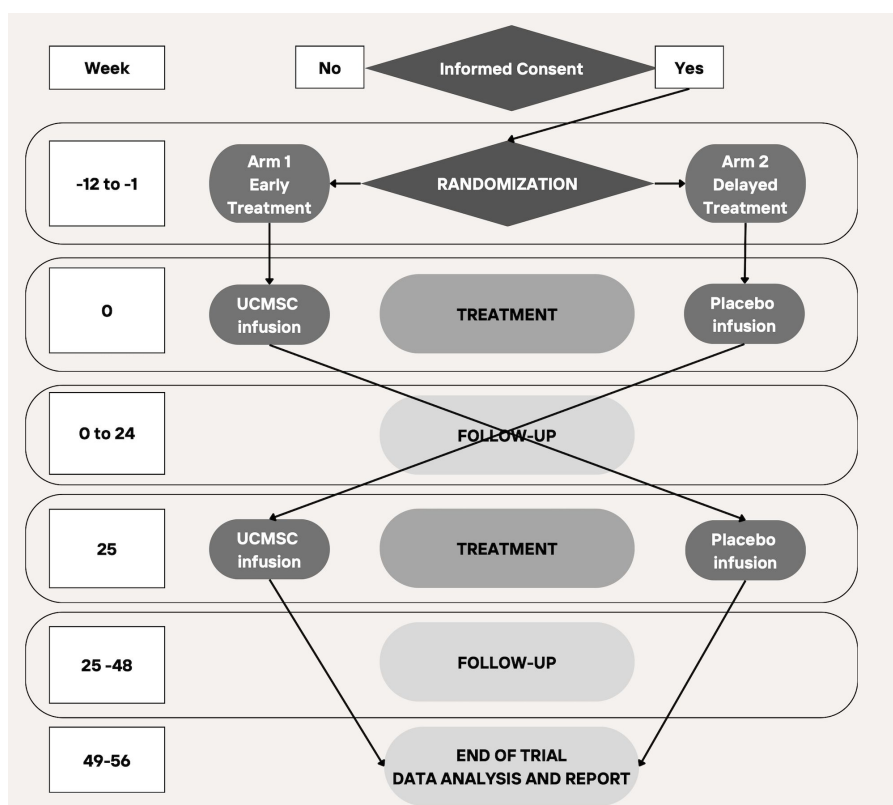 Week
No
Informed Consent
Yes
-12 to -1
Arm 1
Early
Treatment
RANDOMIZATION
Arm 2
Delayed
Treatment
0
UCMSC
infusion
TREATMENT
Placebo
infusion
0 to 24
FOLLOW-UP
25
UCMSC
infusion
TREATMENT
Placebo
infusion
25 -48
FOLLOW-UP
49-56
END OF TRIAL
DATA ANALYSIS AND REPORT